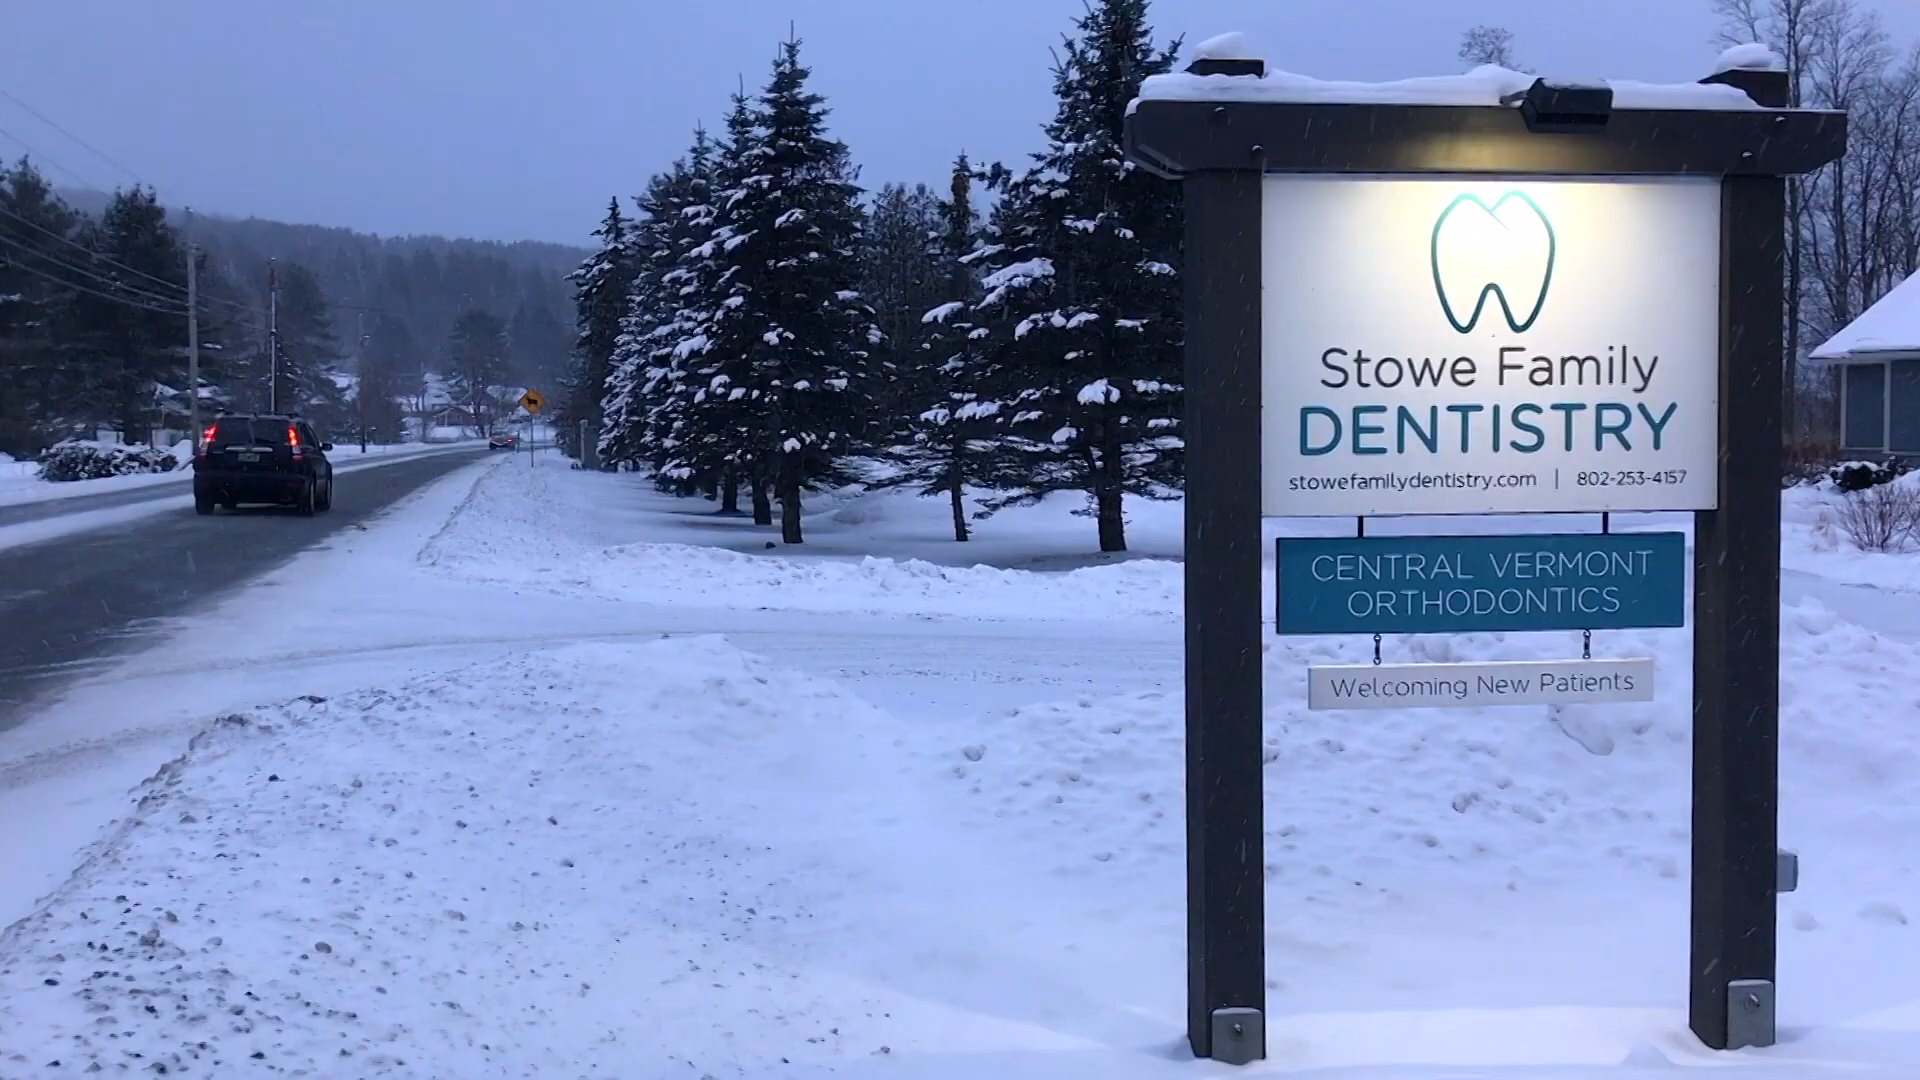 Stowe Family
DENTISTRY
stowefamilydentistry.com | 802-253-4157
CENTRAL VERMONT
ORTHODONTICS
Welcoming New Patients